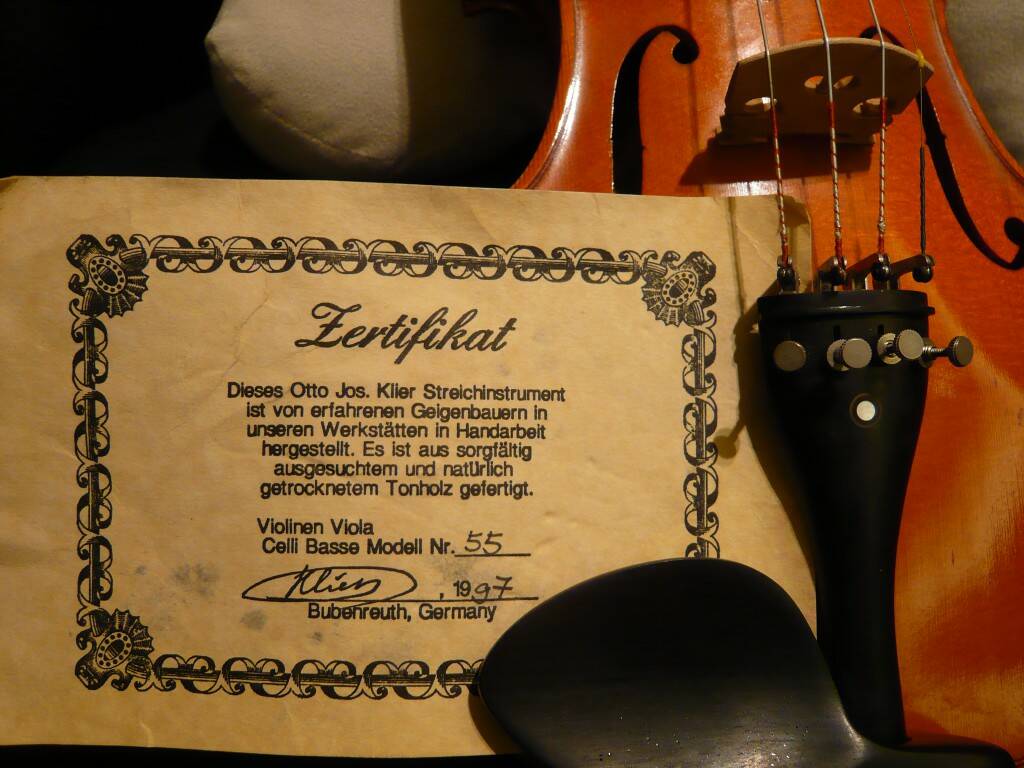 Zertifikat
Dieses Otto Jos. Klier Streichinstrument
ist von erfahrenen Geigenbauern in
unseren Werkstätten in Handarbeit
hergestellt. Es ist aus sorgfältig
ausgesuchtem und natürlich
getrocknetem Tonholz gefertigt.
Violinen Viola
Celli Basse Modell Nr. 55
Klier, 1997
Bubenreuth, Germany